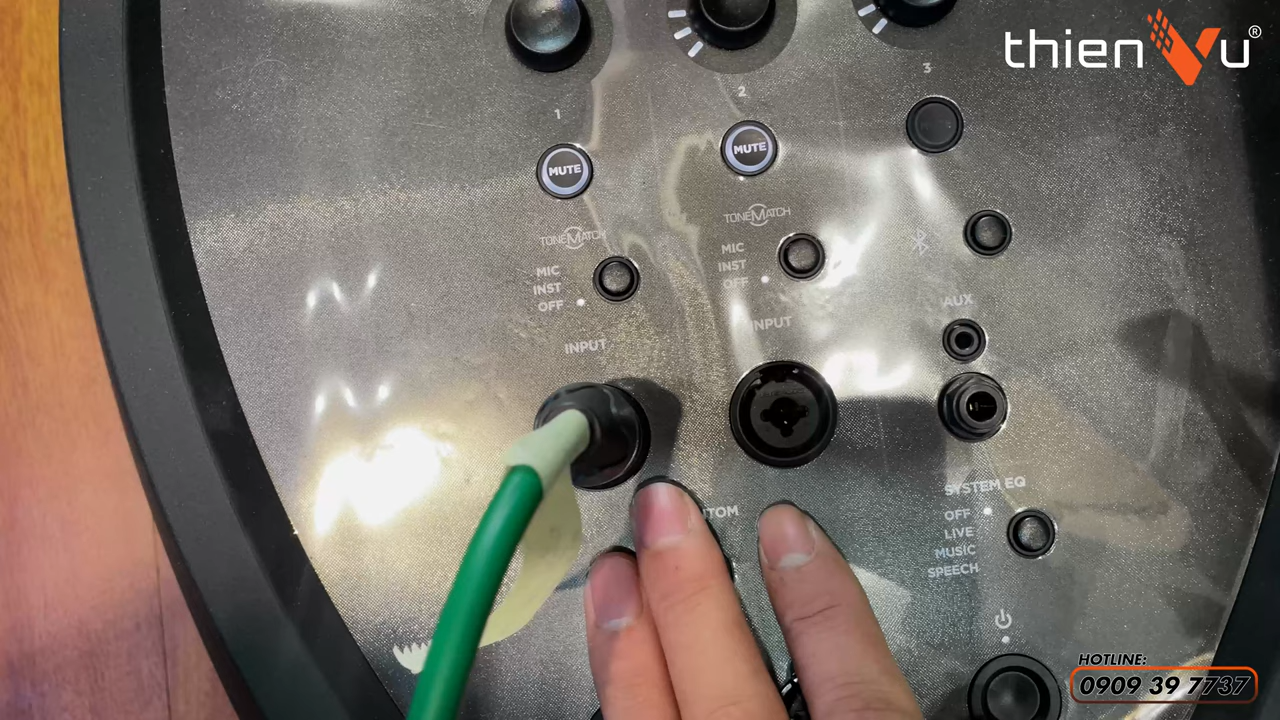 thienVu®
3
2
1
MUTE
MUTE
TONEMATCH
TONEMATCH
MIC
INST
OFF
MIC
INST
OFF
AUX
INPUT
INPUT
SYSTEM EQ
OFF
LIVE
MUSIC
SPEECH
HOTLINE:
0909 39 7737